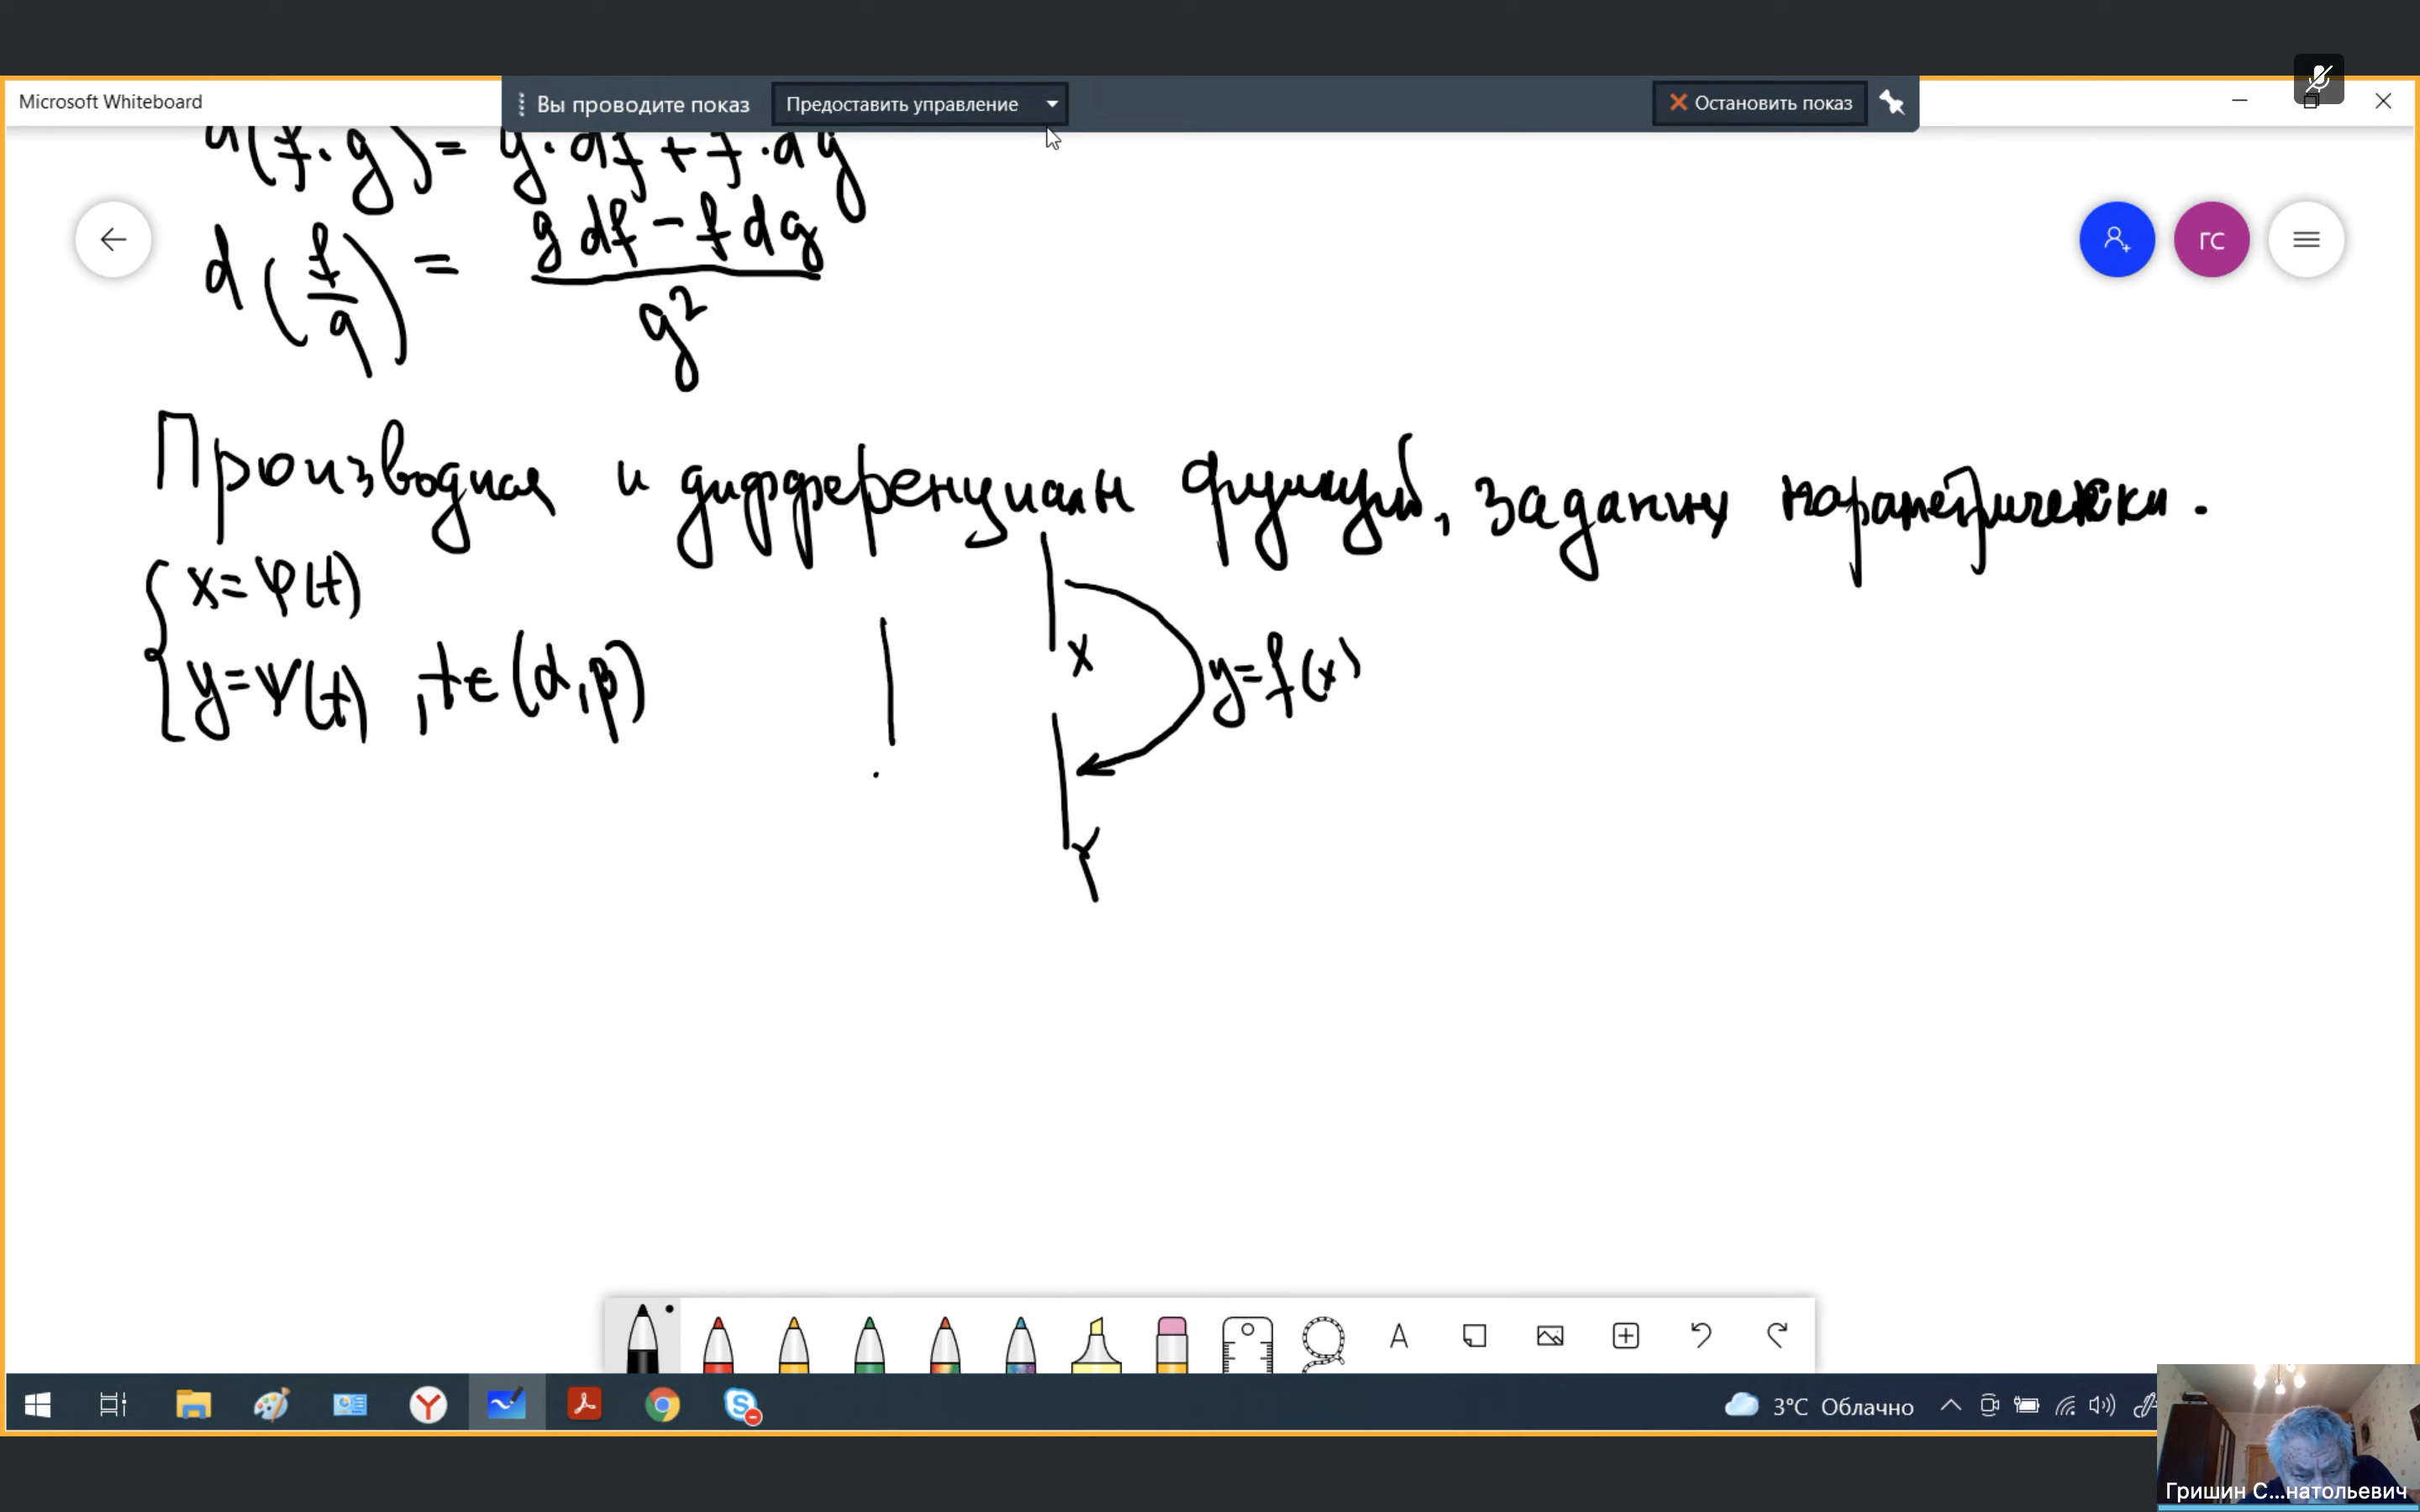 Microsoft Whiteboard
Вы проводите показ
Предоставить управление
Остановить показ
d(f·g) = g·df + f·dg
d(f/g) = (g df - f dg)/g²
ГС
Производная и дифференциалы функций, заданных параметрически.
x = φ(t)
y = ψ(t) , t ∈ (α, β)
X
y = f(x)
Y
3°C Облачно
Гришин С...натольевич